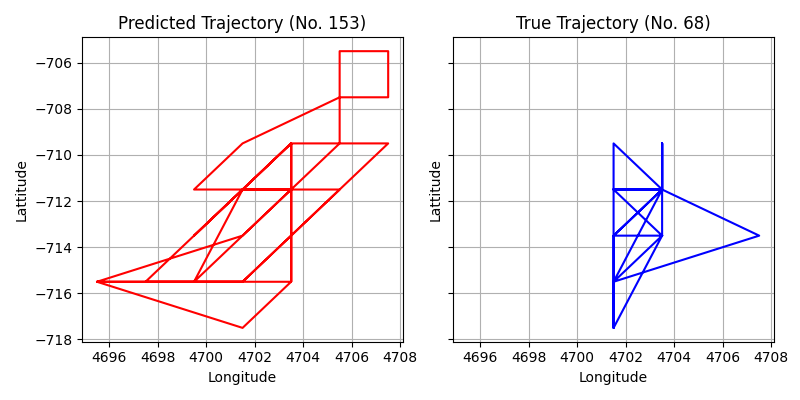 Predicted Trajectory (No. 153)
−706
−708
−710
−712
−714
−716
−718
Lattitude
4696 4698 4700 4702 4704 4706 4708
Longitude
True Trajectory (No. 68)
Lattitude
4696 4698 4700 4702 4704 4706 4708
Longitude